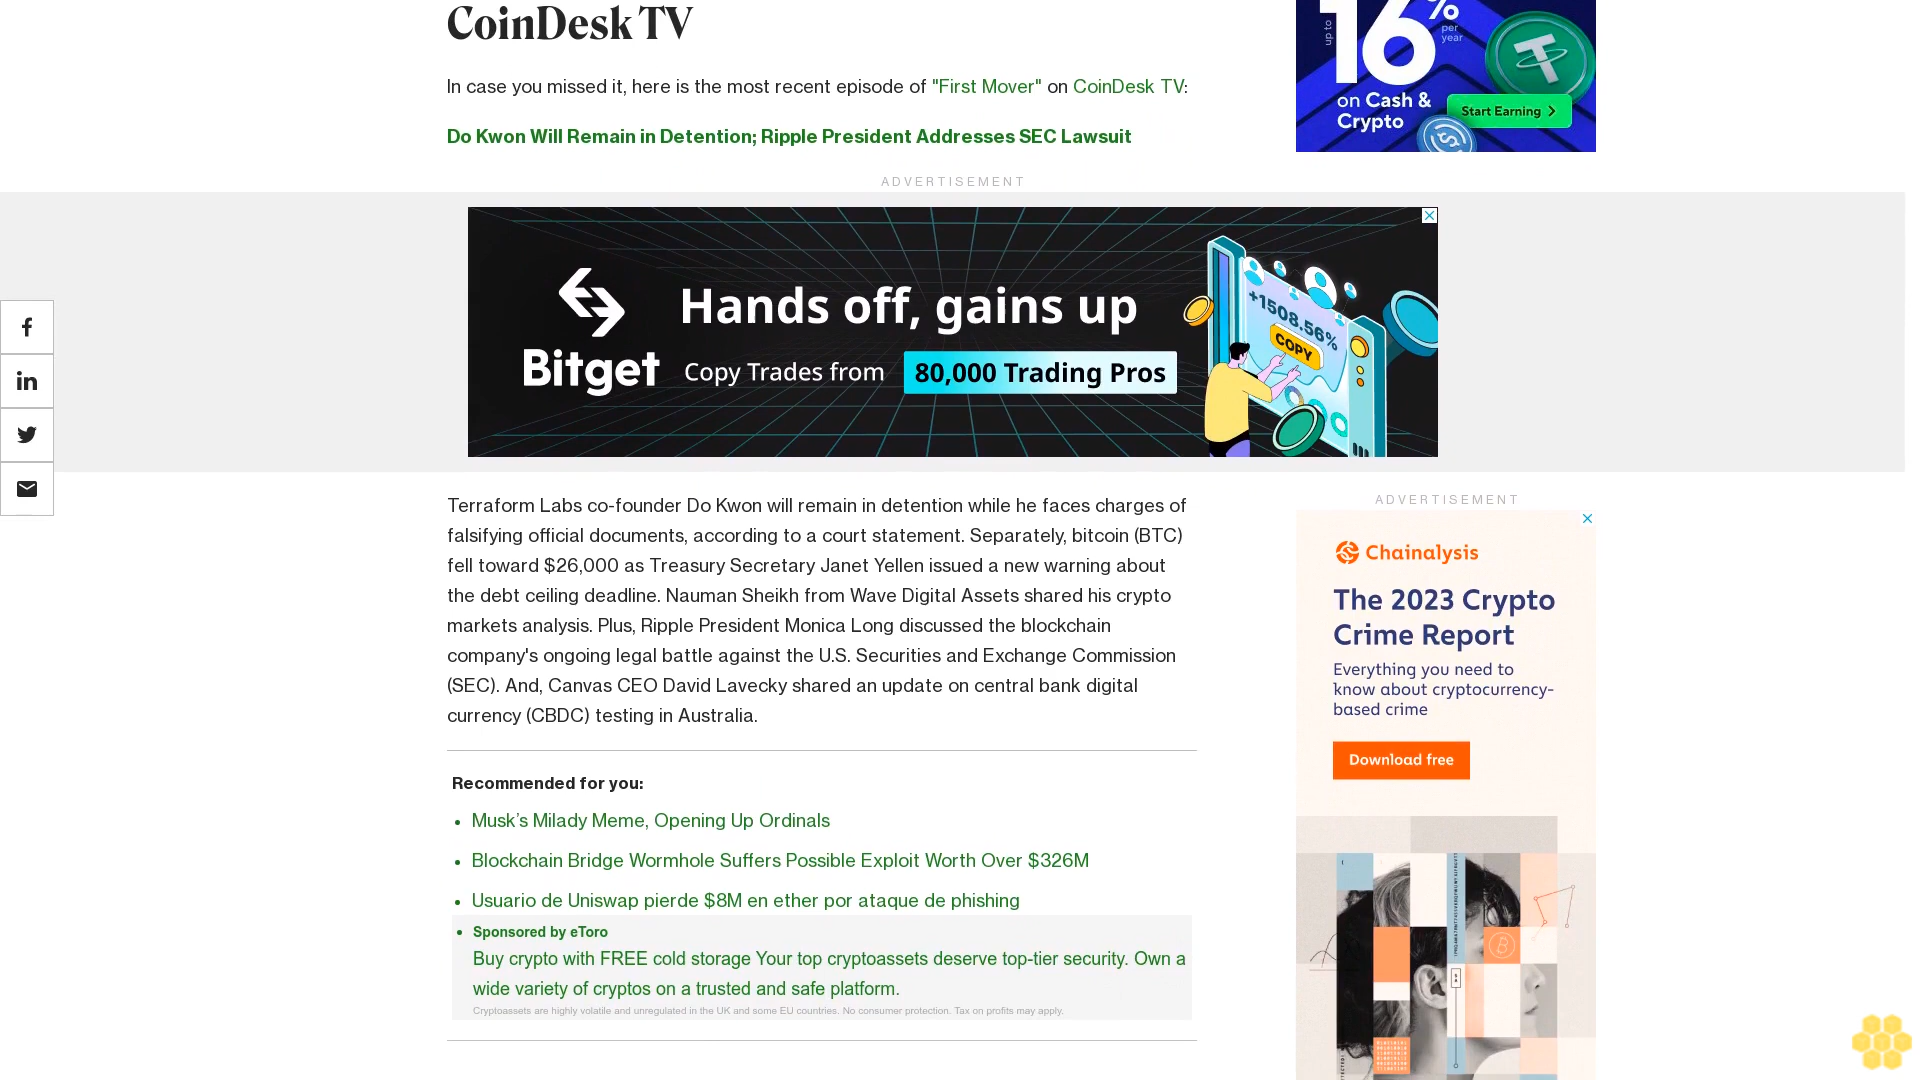 CoinDesk TV
up to
16%
per
year
on Cash &
Crypto
Start Earning
In case you missed it, here is the most recent episode of "First Mover" on CoinDesk TV:
Do Kwon Will Remain in Detention; Ripple President Addresses SEC Lawsuit
ADVERTISEMENT
Bitget
Hands off, gains up
Copy Trades from 80,000 Trading Pros
+1508.56%
COPY
Terraform Labs co-founder Do Kwon will remain in detention while he faces charges of
falsifying official documents, according to a court statement. Separately, bitcoin (BTC)
fell toward $26,000 as Treasury Secretary Janet Yellen issued a new warning about
the debt ceiling deadline. Nauman Sheikh from Wave Digital Assets shared his crypto
markets analysis. Plus, Ripple President Monica Long discussed the blockchain
company's ongoing legal battle against the U.S. Securities and Exchange Commission
(SEC). And, Canvas CEO David Lavecky shared an update on central bank digital
currency (CBDC) testing in Australia.
ADVERTISEMENT
Chainalysis
The 2023 Crypto
Crime Report
Everything you need to
know about cryptocurrency-
based crime
Download free
Recommended for you:
• Musk’s Milady Meme, Opening Up Ordinals
• Blockchain Bridge Wormhole Suffers Possible Exploit Worth Over $326M
• Usuario de Uniswap pierde $8M en ether por ataque de phishing
• Sponsored by eToro
Buy crypto with FREE cold storage Your top cryptoassets deserve top-tier security. Own a
wide variety of cryptos on a trusted and safe platform.
Cryptoassets are highly volatile and unregulated in the UK and some EU countries. No consumer protection. Tax on profits may apply.